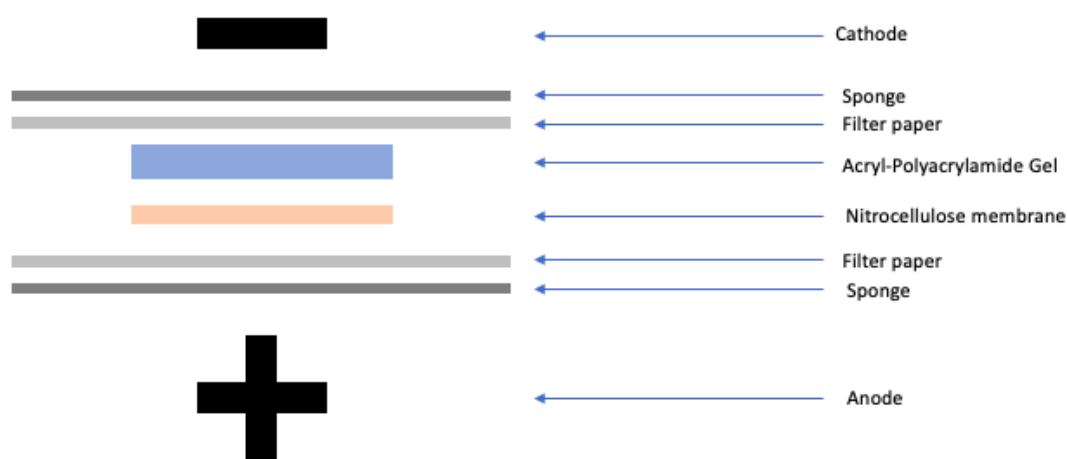 Cathode
Sponge
Filter paper
Acryl-Polyacrylamide Gel
Nitrocellulose membrane
Filter paper
Sponge
Anode